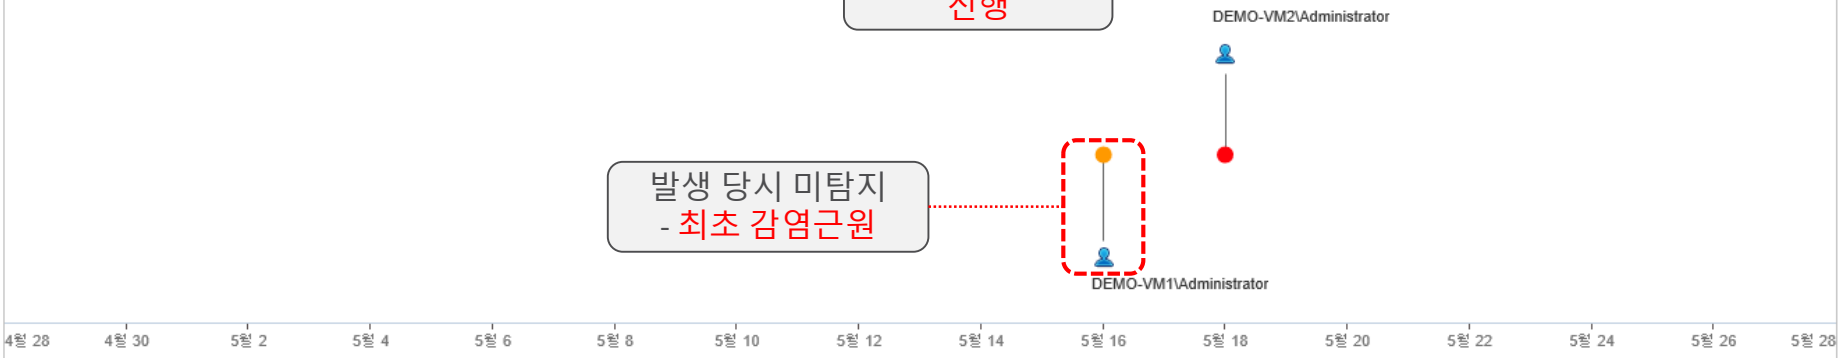 진행
DEMO-VM2\Administrator
발생 당시 미탐지
- 최초 감염근원
DEMO-VM1\Administrator
4월 28 4월 30 5월 2 5월 4 5월 6 5월 8 5월 10 5월 12 5월 14 5월 16 5월 18 5월 20 5월 22 5월 24 5월 26 5월 28